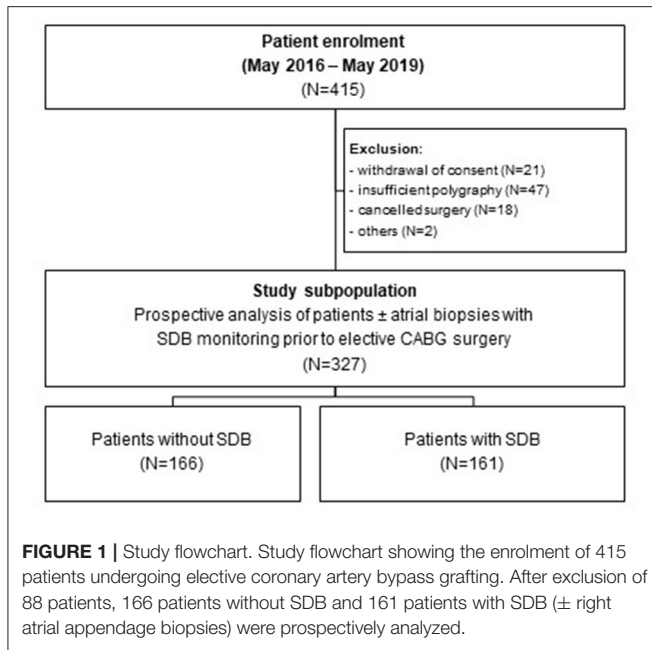 Patient enrolment
(May 2016 – May 2019)
(N=415)
Exclusion:
- withdrawal of consent (N=21)
- insufficient polygraphy (N=47)
- cancelled surgery (N=18)
- others (N=2)
Study subpopulation
Prospective analysis of patients ± atrial biopsies with
SDB monitoring prior to elective CABG surgery
(N=327)
Patients without SDB
(N=166)
Patients with SDB
(N=161)
FIGURE 1 | Study flowchart. Study flowchart showing the enrolment of 415
patients undergoing elective coronary artery bypass grafting. After exclusion of
88 patients, 166 patients without SDB and 161 patients with SDB (± right
atrial appendage biopsies) were prospectively analyzed.